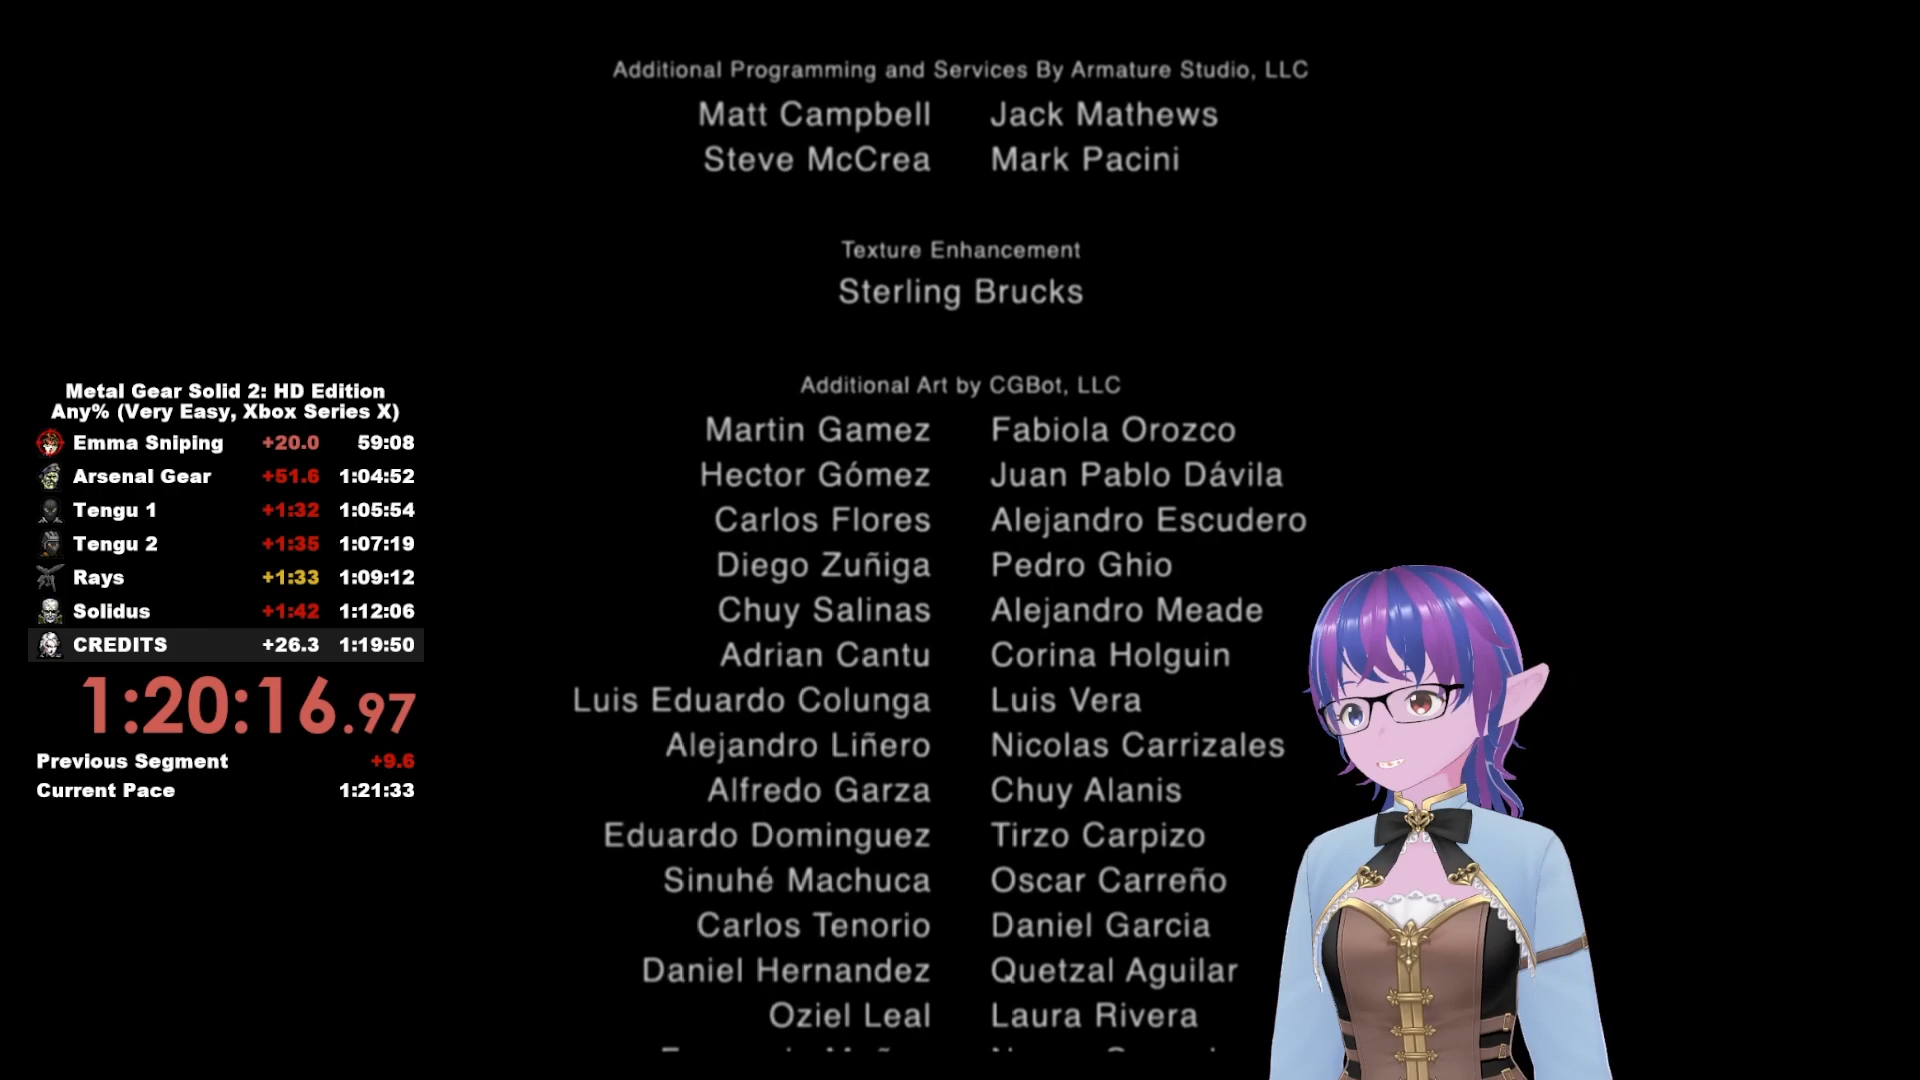 Additional Programming and Services By Armature Studio, LLC
Matt Campbell Jack Mathews
Steve McCrea Mark Pacini
Texture Enhancement
Sterling Brucks
Additional Art by CGBot, LLC
Martin Gamez Fabiola Orozco
Hector Gómez Juan Pablo Dávila
Carlos Flores Alejandro Escudero
Diego Zuñiga Pedro Ghio
Chuy Salinas Alejandro Meade
Adrian Cantu Corina Holguin
Luis Eduardo Colunga Luis Vera
Alejandro Liñero Nicolas Carrizales
Alfredo Garza Chuy Alanis
Eduardo Dominguez Tirzo Carpizo
Sinuhé Machuca Oscar Carreño
Carlos Tenorio Daniel Garcia
Daniel Hernandez Quetzal Aguilar
Oziel Leal Laura Rivera
Metal Gear Solid 2: HD Edition
Any% (Very Easy, Xbox Series X)
Emma Sniping +20.0 59:08
Arsenal Gear +51.6 1:04:52
Tengu 1 +1:32 1:05:54
Tengu 2 +1:35 1:07:19
Rays +1:33 1:09:12
Solidus +1:42 1:12:06
CREDITS +26.3 1:19:50
1:20:16.97
Previous Segment +9.6
Current Pace 1:21:33